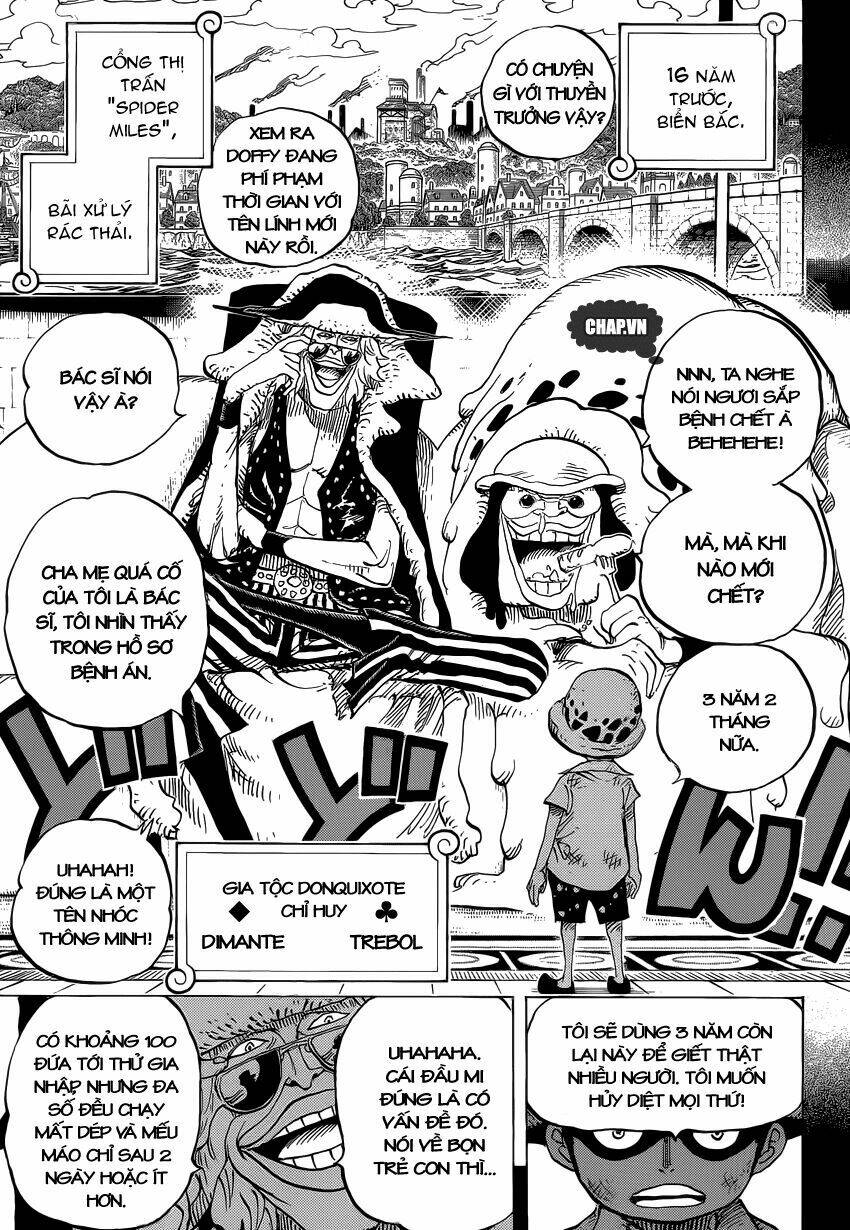 16 NĂM
TRƯỚC,
BIỂN BẮC.
CÓ CHUYỆN
GÌ VỚI THUYỀN
TRƯỞNG VẬY?
XEM RA
DOFFY ĐANG
PHÍ PHẠM
THỜI GIAN VỚI
TÊN LÍNH MỚI
NÀY RỒI.
CỔNG THỊ
TRẤN
"SPIDER
MILES",
BÃI XỬ LÝ
RÁC THẢI.
CHAP.VN
NNN, TA NGHE
NÓI NGƯƠI SẮP
BỆNH CHẾT À
BEHEHEHE!
MÀ, MÀ KHI
NÀO MỚI
CHẾT?
3 NĂM 2
THÁNG
NỮA.
BÁC SĨ NÓI
VẬY À?
CHA MẸ QUÁ CỐ
CỦA TÔI LÀ BÁC
SĨ, TÔI NHÌN THẤY
TRONG HỒ SƠ
BỆNH ÁN.
ど ど ん!!
UHAHAH!
ĐÚNG LÀ MỘT
TÊN NHÓC
THÔNG MINH!
GIA TỘC DONQUIXOTE
♦ CHỈ HUY ♣
DIMANTE TREBOL
TÔI SẼ DÙNG 3 NĂM CÒN
LẠI NÀY ĐỂ GIẾT THẬT
NHIỀU NGƯỜI. TÔI MUỐN
HỦY DIỆT MỌI THỨ!
UHAHAHA.
CÁI ĐẦU MI
ĐÚNG LÀ CÓ
VẤN ĐỀ ĐÓ.
NÓI VỀ BỌN
TRẺ CON THÌ...
CÓ KHOẢNG 100
ĐỨA TỚI THỬ GIA
NHẬP, NHƯNG ĐA
SỐ ĐỀU CHẠY
MẤT DÉP VÀ MẾU
MÁO CHỈ SAU 2
NGÀY HOẶC ÍT
HƠN.